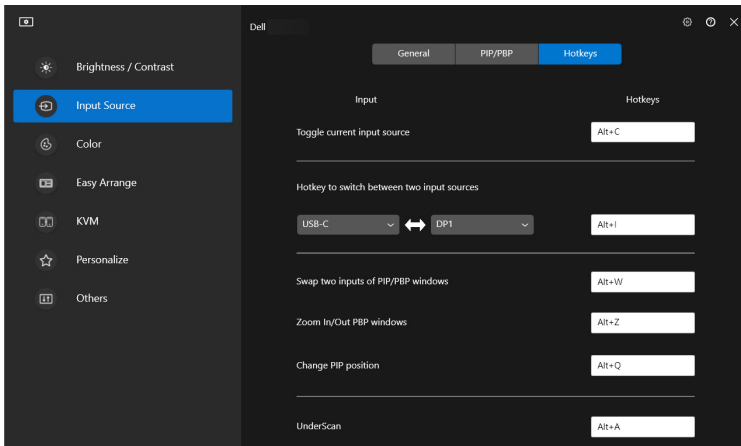 Dell
General PIP/PBP Hotkeys
Brightness / Contrast
Input Source
Color
Easy Arrange
KVM
Personalize
Others
Input Hotkeys
Toggle current input source Alt+C
Hotkey to switch between two input sources
USB-C DP1 Alt+I
Swap two inputs of PIP/PBP windows Alt+W
Zoom In/Out PBP windows Alt+Z
Change PIP position Alt+Q
UnderScan Alt+A